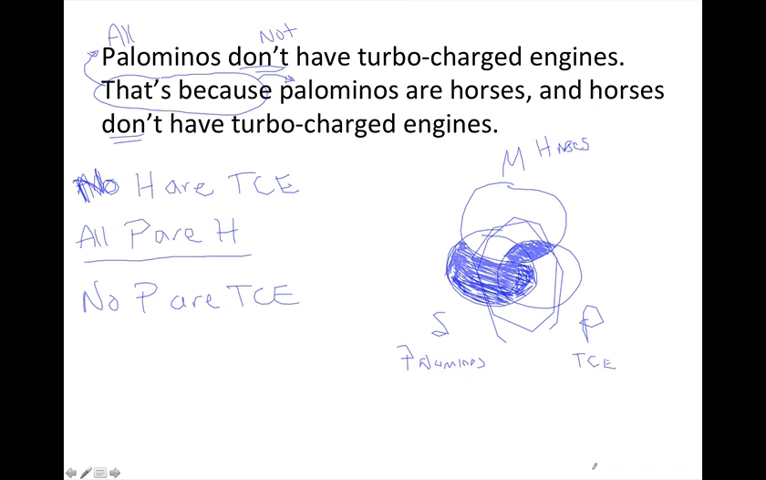 All Not
Palominos don't have turbo-charged engines.
That's because palominos are horses, and horses
don't have turbo-charged engines.
M Horses
No H are TCE
All P are H
No P are TCE
S P
Palominos TCE